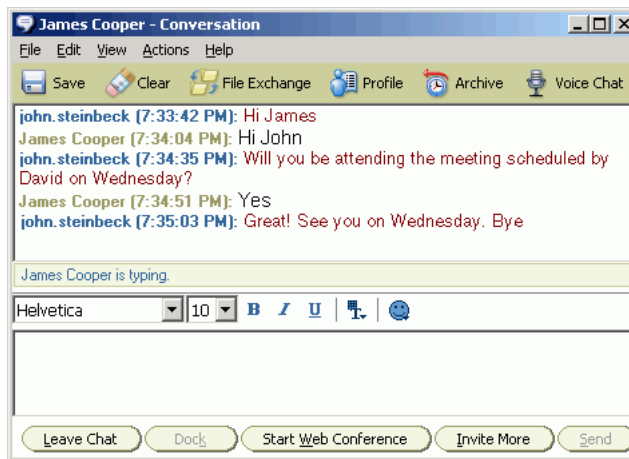 James Cooper - Conversation
File Edit View Actions Help
Save Clear File Exchange Profile Archive Voice Chat
john.steinbeck (7:33:42 PM): Hi James
James Cooper (7:34:04 PM): Hi John
john.steinbeck (7:34:35 PM): Will you be attending the meeting scheduled by
David on Wednesday?
James Cooper (7:34:51 PM): Yes
john.steinbeck (7:35:03 PM): Great! See you on Wednesday. Bye
James Cooper is typing.
Helvetica 10 B I U T
Leave Chat Dock Start Web Conference Invite More Send